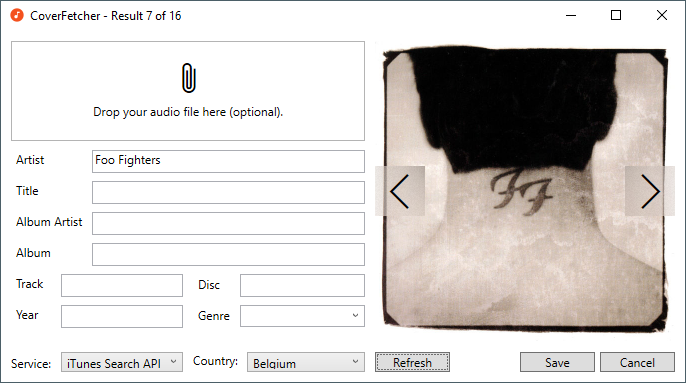 CoverFetcher - Result 7 of 16
Drop your audio file here (optional).
Artist Foo Fighters
Title
Album Artist
Album
Track Disc
Year Genre
FF
Service: iTunes Search API Country: Belgium Refresh Save Cancel